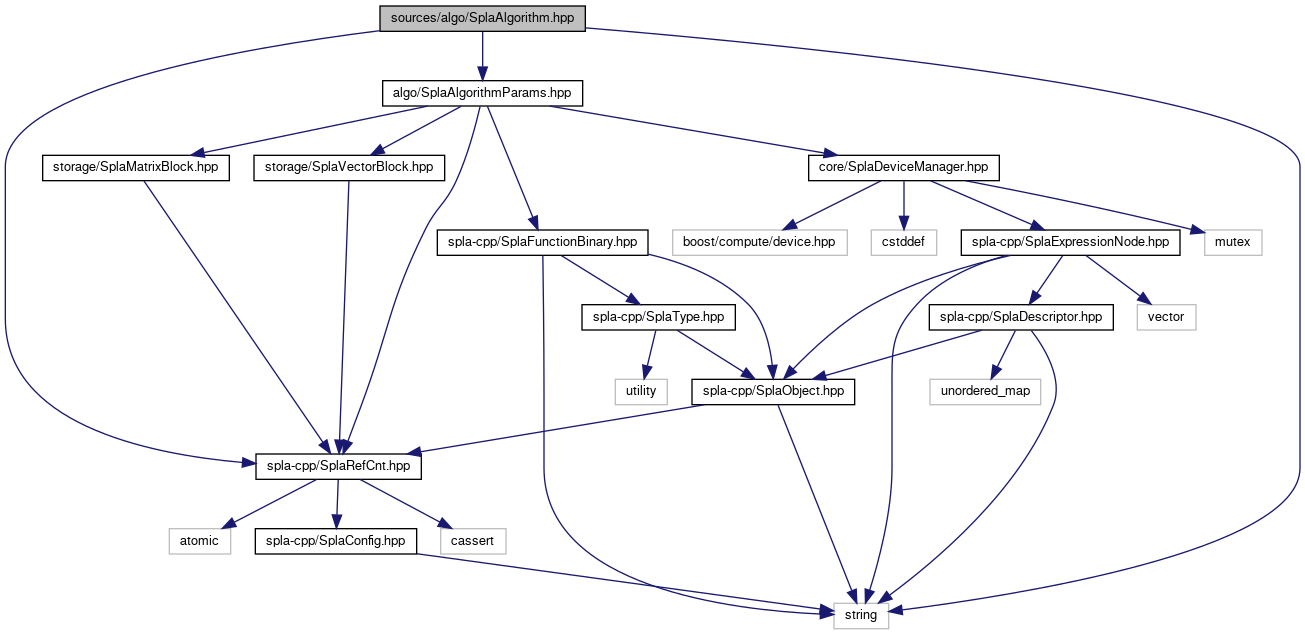 sources/algo/SplaAlgorithm.hpp
algo/SplaAlgorithmParams.hpp
storage/SplaMatrixBlock.hpp
storage/SplaVectorBlock.hpp
core/SplaDeviceManager.hpp
spla-cpp/SplaFunctionBinary.hpp
boost/compute/device.hpp
cstddef
spla-cpp/SplaExpressionNode.hpp
mutex
spla-cpp/SplaType.hpp
spla-cpp/SplaDescriptor.hpp
vector
utility
spla-cpp/SplaObject.hpp
unordered_map
spla-cpp/SplaRefCnt.hpp
atomic
spla-cpp/SplaConfig.hpp
cassert
string